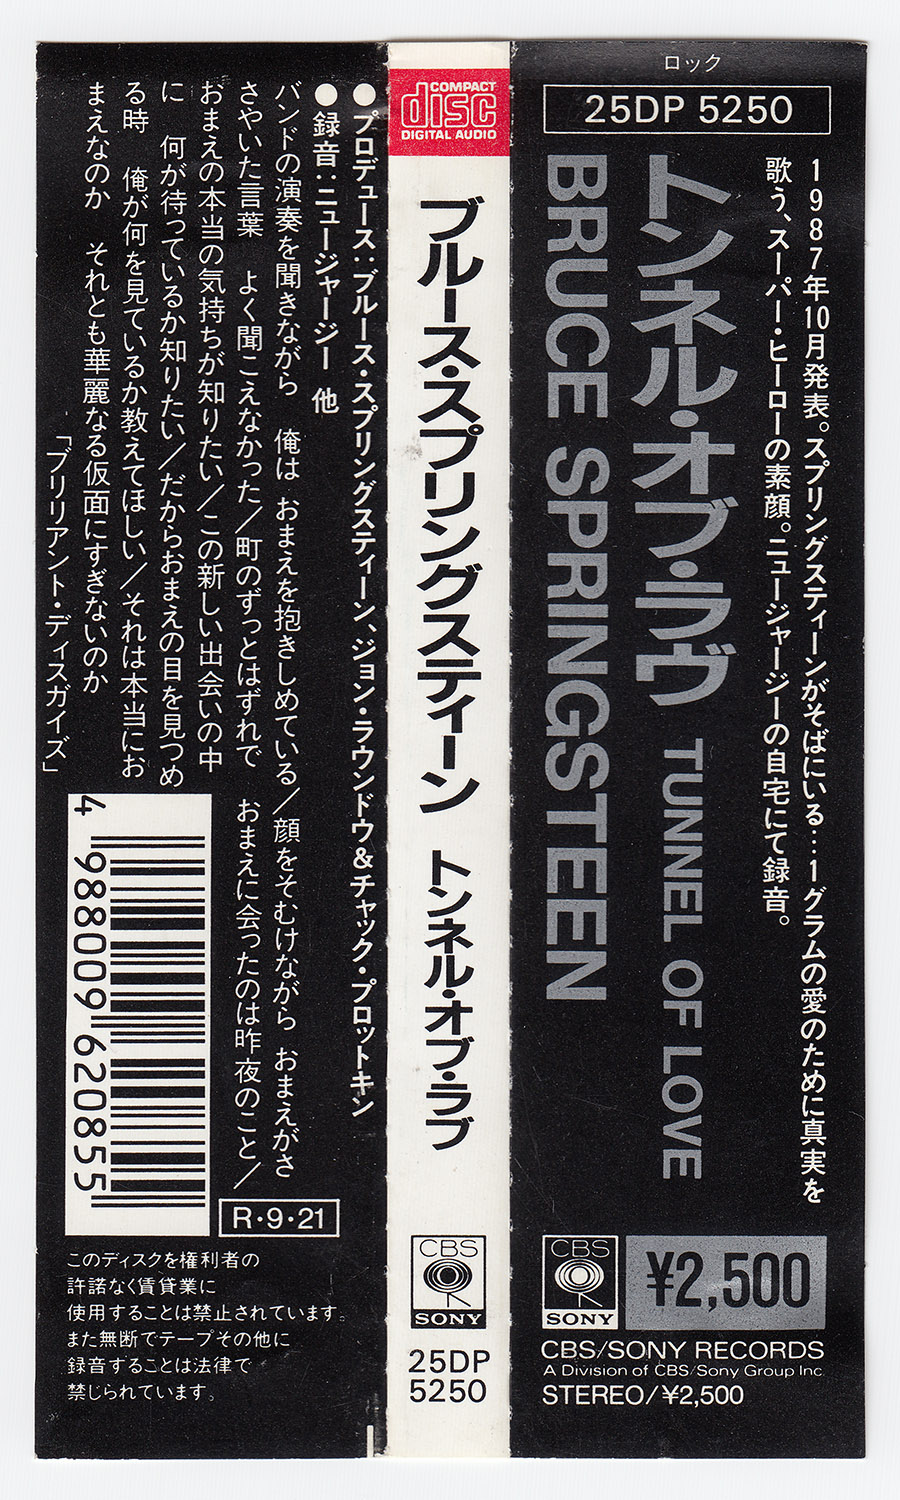 ロック
25DP 5250
1987年10月発表。スプリングスティーンがそばにいる…1グラムの愛のために真実を
歌う、スーパー・ヒーローの素顔。ニュージャージーの自宅にて録音。
トンネル・オブ・ラヴ TUNNEL OF LOVE
BRUCE SPRINGSTEEN
CBS
SONY
¥2,500
CBS/SONY RECORDS
A Division of CBS/Sony Group Inc.
STEREO/¥2,500
COMPACT
disc
DIGITAL AUDIO
ブルース・スプリングスティーン トンネル・オブ・ラブ
CBS
SONY
25DP
5250
●プロデュース:ブルース・スプリングスティーン、ジョン・ラウンドウ&チャック・プロットキン
●録音:ニュージャージー 他
バンドの演奏を聞きながら 俺は おまえを抱きしめている/顔をそむけながら おまえがさ
さやいた言葉 よく聞こえなかった/町のずっとはずれで おまえに会ったのは昨夜のこと/
おまえの本当の気持ちが知りたい/この新しい出会いの中
に 何が待っているか知りたい/だからおまえの目を見つめ
る時 俺が何を見ているか教えてほしい/それは本当にお
まえなのか それとも華麗なる仮面にすぎないのか
「ブリリアント・ディスガイズ」
4 988009 620855
R・9・21
このディスクを権利者の
許諾なく賃貸業に
使用することは禁止されています。
また無断でテープその他に
録音することは法律で
禁じられています。